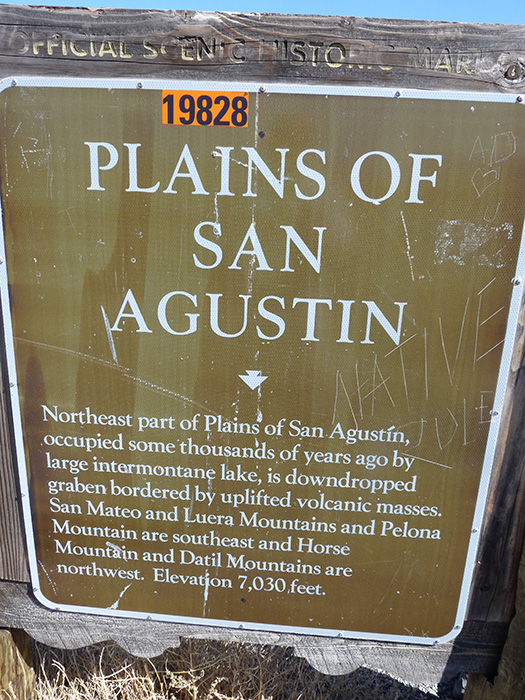 OFFICIAL SCENIC HISTORIC MARKER
19828
PLAINS OF
SAN
AGUSTIN
Northeast part of Plains of San Agustin,
occupied some thousands of years ago by
large intermontane lake, is downdropped
graben bordered by uplifted volcanic masses.
San Mateo and Luera Mountains and Pelona
Mountain are southeast and Horse
Mountain and Datil Mountains are
northwest. Elevation 7,030 feet.
NATIVE